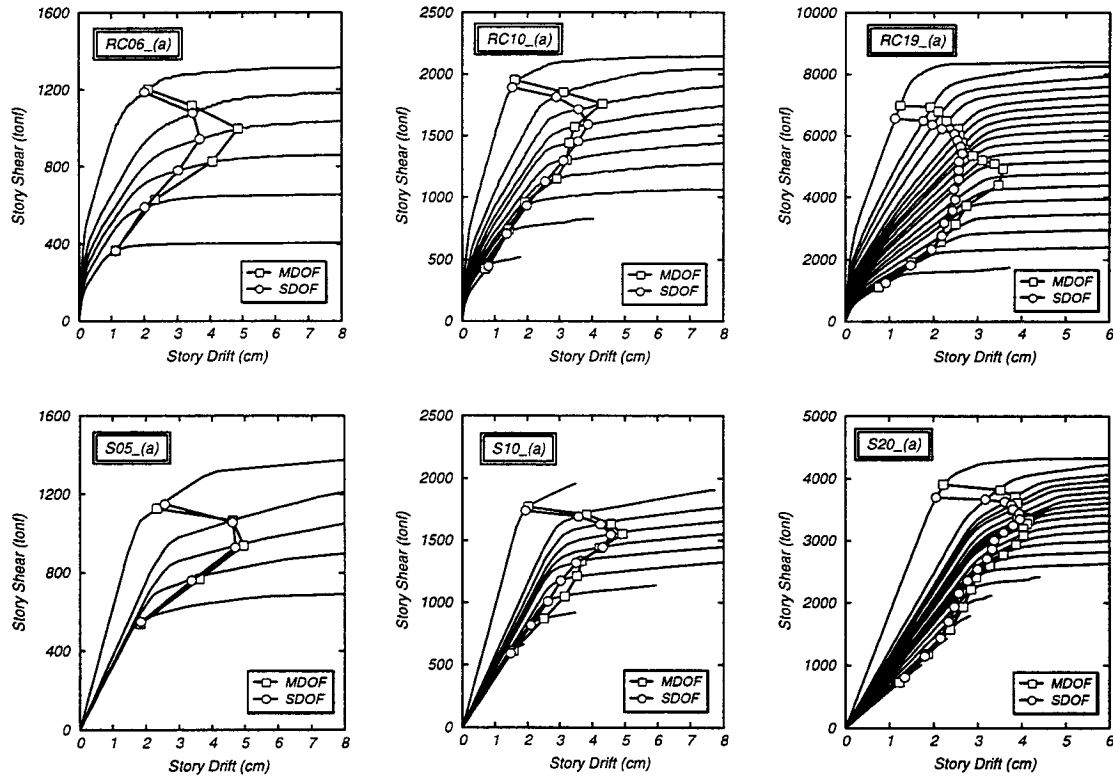 RC06_(a)
Story Shear (tonf)
1600
1200
800
400
0
0 1 2 3 4 5 6 7 8
Story Drift (cm)
MDOF
SDOF
RC10_(a)
Story Shear (tonf)
2500
2000
1500
1000
500
0
0 1 2 3 4 5 6 7 8
Story Drift (cm)
MDOF
SDOF
RC19_(a)
Story Shear (tonf)
10000
8000
6000
4000
2000
0
0 1 2 3 4 5 6
Story Drift (cm)
MDOF
SDOF
S05_(a)
Story Shear (tonf)
1600
1200
800
400
0
0 1 2 3 4 5 6 7 8
Story Drift (cm)
MDOF
SDOF
S10_(a)
Story Shear (tonf)
2500
2000
1500
1000
500
0
0 1 2 3 4 5 6 7 8
Story Drift (cm)
MDOF
SDOF
S20_(a)
Story Shear (tonf)
5000
4000
3000
2000
1000
0
0 1 2 3 4 5 6
Story Drift (cm)
MDOF
SDOF